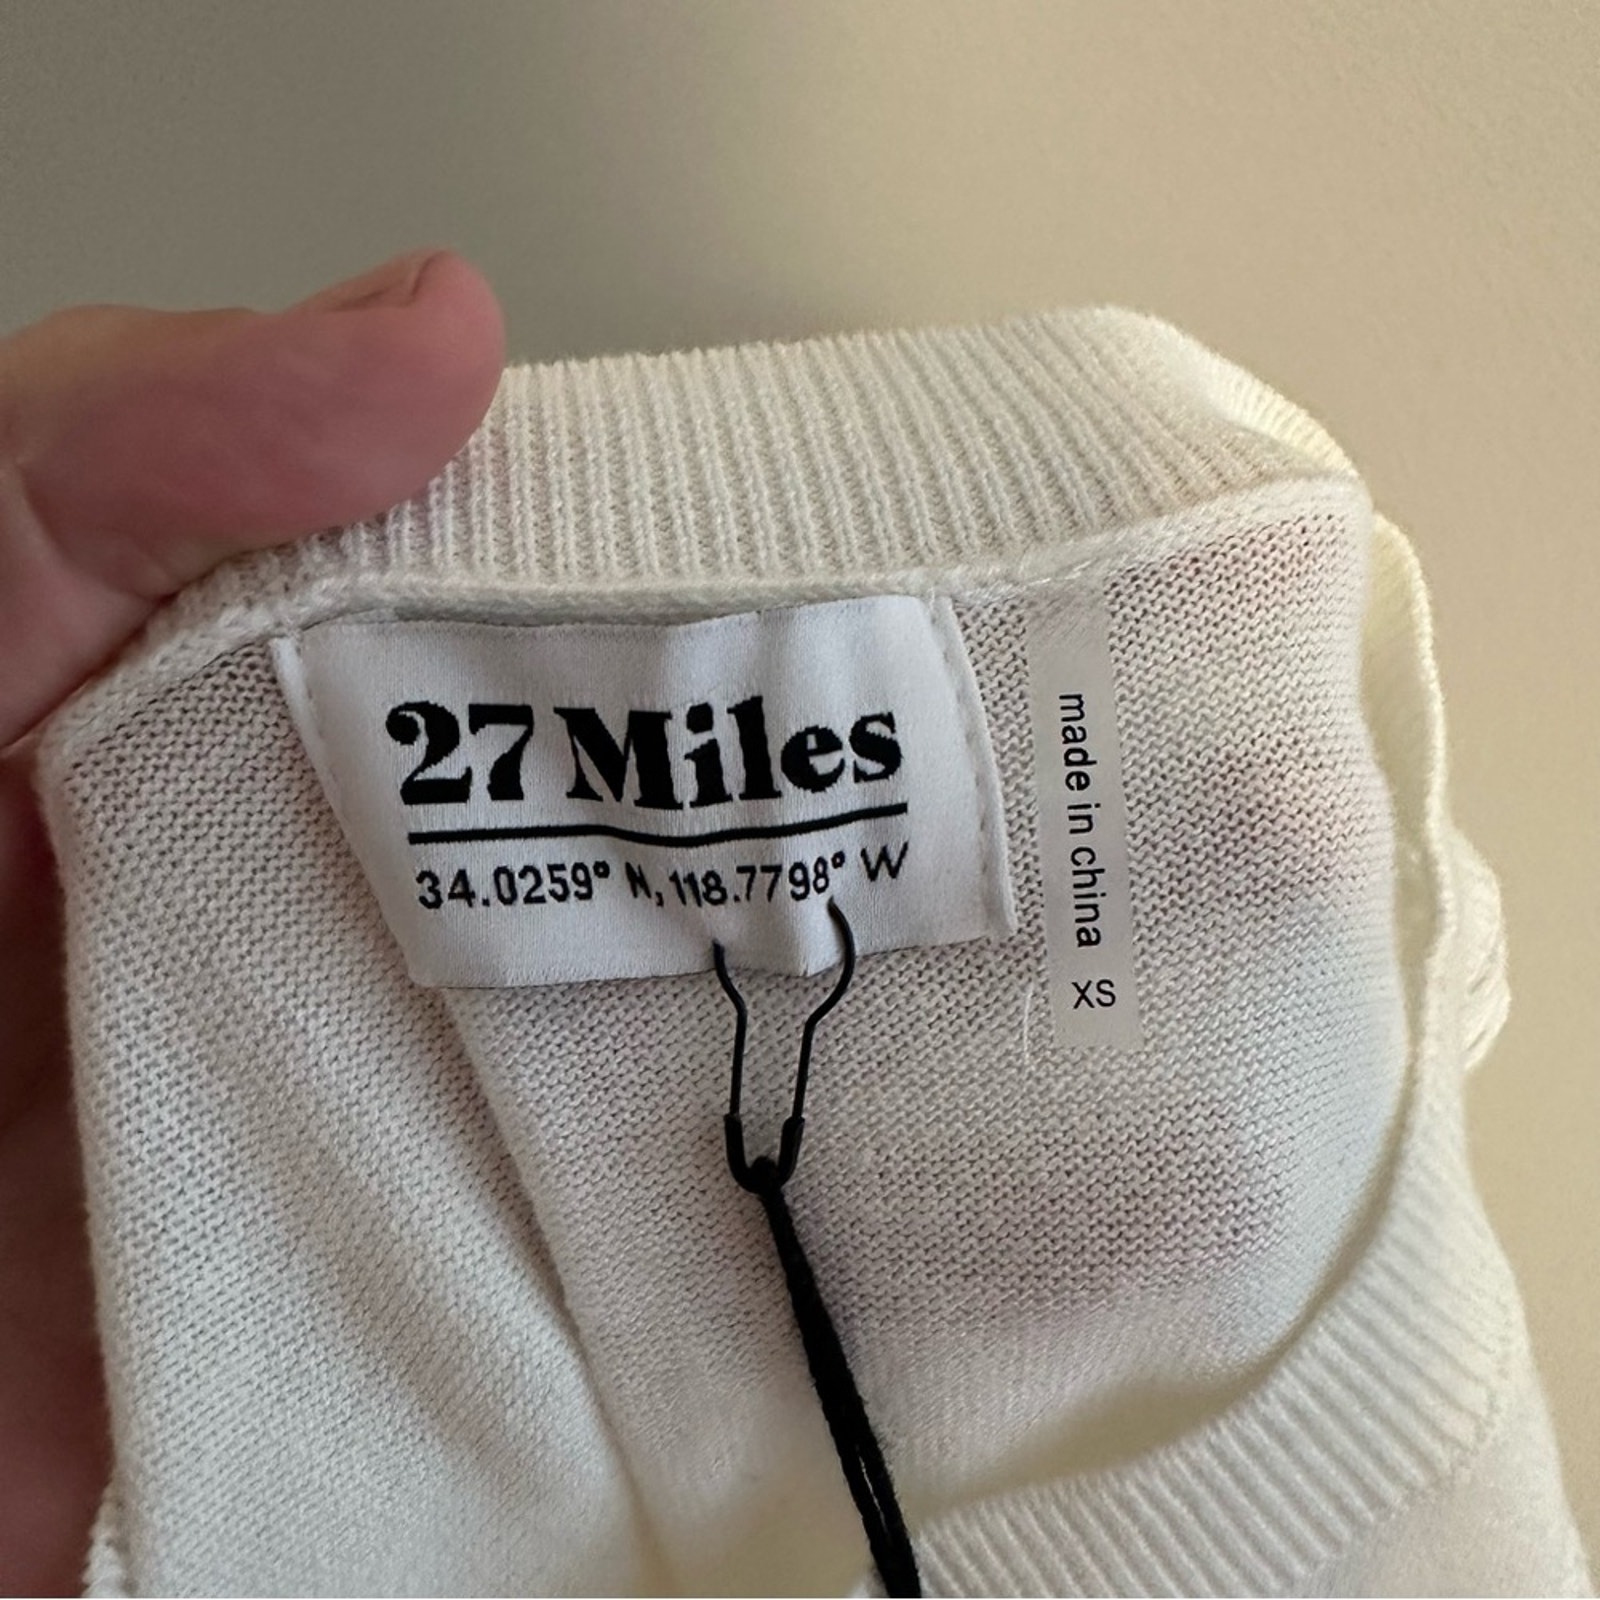 27 Miles
34.0259° N, 118.7798° W
made in china XS